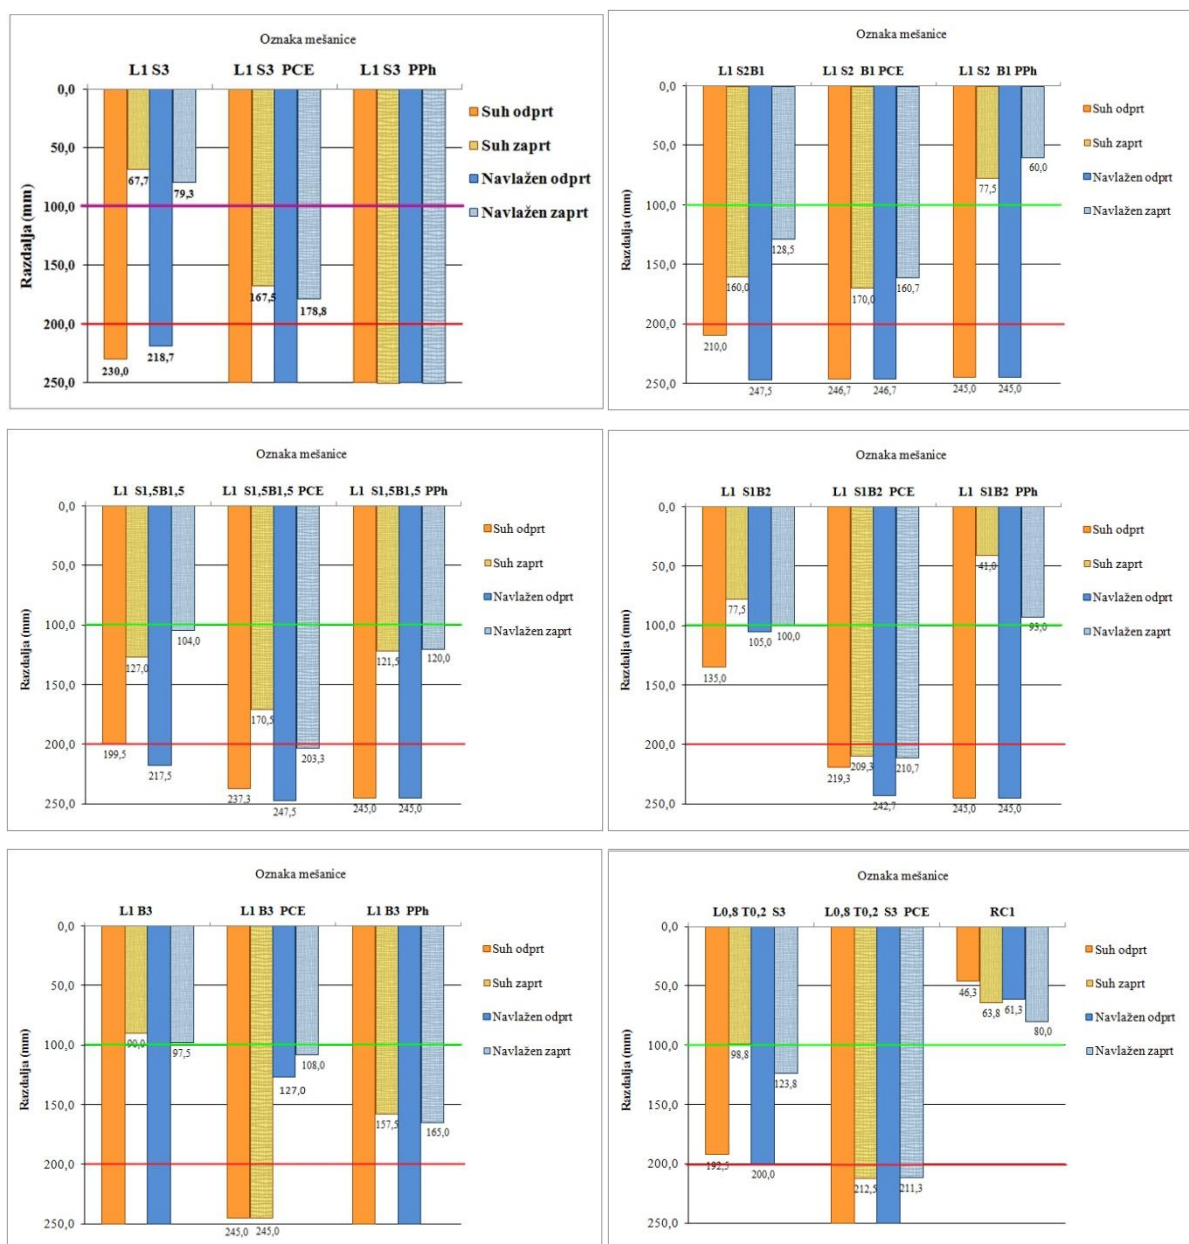 Oznaka mešanice
L1 S3 L1 S3 PCE L1 S3 PPh
Razdalja (mm)
0,0
50,0
100,0
150,0
200,0
250,0
67,7
79,3
167,5
178,8
230,0
218,7
Suh odprt
Suh zaprt
Navlažen odprt
Navlažen zaprt
Oznaka mešanice
L1 S2B1 L1 S2 B1 PCE L1 S2 B1 PPh
Razdalja (mm)
0,0
50,0
100,0
150,0
200,0
250,0
210,0
160,0
247,5
128,5
246,7
170,0
246,7
160,7
245,0
77,5
245,0
60,0
Suh odprt
Suh zaprt
Navlažen odprt
Navlažen zaprt
Oznaka mešanice
L1 S1,5B1,5 L1 S1,5B1,5 PCE L1 S1,5B1,5 PPh
Razdalja (mm)
0,0
50,0
100,0
150,0
200,0
250,0
199,5
127,0
217,5
104,0
237,3
170,5
247,5
203,3
245,0
121,5
245,0
120,0
Suh odprt
Suh zaprt
Navlažen odprt
Navlažen zaprt
Oznaka mešanice
L1 S1B2 L1 S1B2 PCE L1 S1B2 PPh
Razdalja (mm)
0,0
50,0
100,0
150,0
200,0
250,0
135,0
77,5
105,0
100,0
219,3
209,3
242,7
210,7
245,0
41,0
245,0
93,0
Suh odprt
Suh zaprt
Navlažen odprt
Navlažen zaprt
Oznaka mešanice
L1 B3 L1 B3 PCE L1 B3 PPh
Razdalja (mm)
0,0
50,0
100,0
150,0
200,0
250,0
90,0
97,5
245,0
245,0
127,0
108,0
157,5
165,0
Suh odprt
Suh zaprt
Navlažen odprt
Navlažen zaprt
Oznaka mešanice
L0,8 T0,2 S3 L0,8 T0,2 S3 PCE RC1
Razdalja (mm)
0,0
50,0
100,0
150,0
200,0
250,0
192,5
98,8
200,0
123,8
212,5
211,3
46,3
63,8
61,3
80,0
Suh odprt
Suh zaprt
Navlažen odprt
Navlažen zaprt